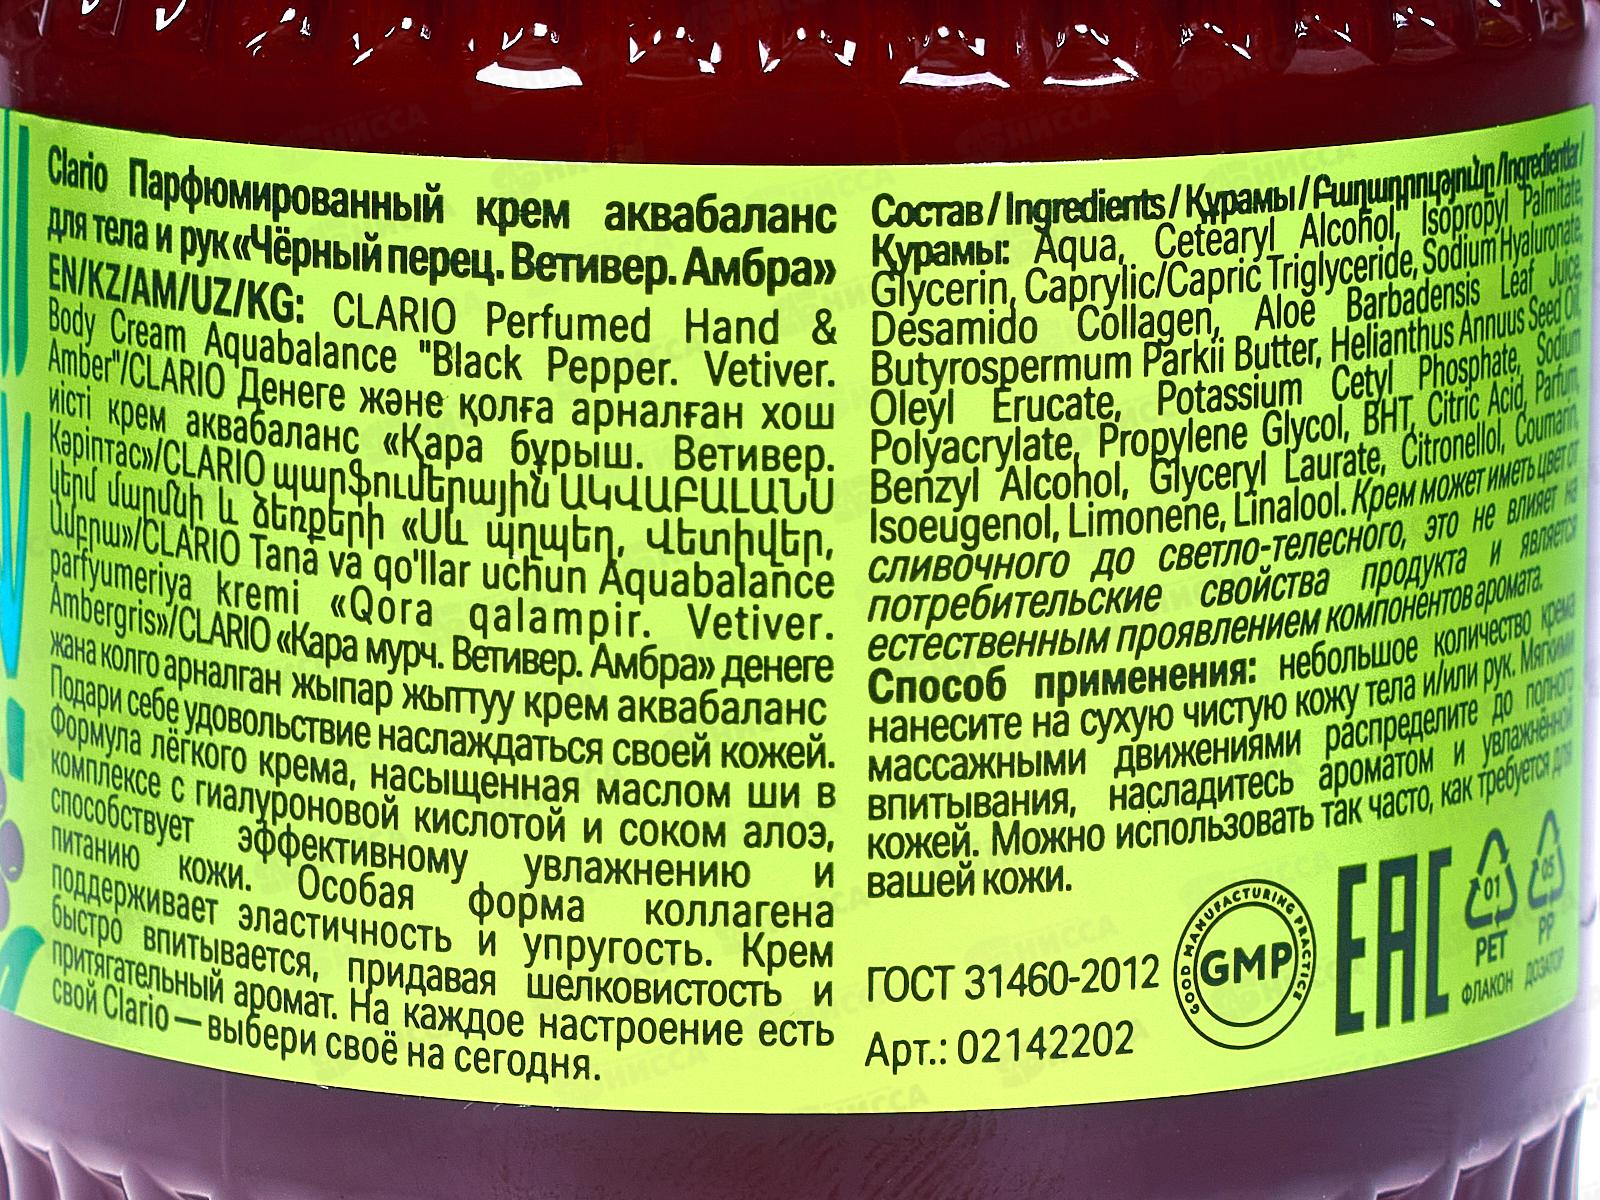 Clario Парфюмированный крем аквабаланс
для тела и рук «Чёрный перец. Ветивер. Амбра»
EN/KZ/AM/UZ/KG: CLARIO Perfumed Hand &
Body Cream Aquabalance "Black Pepper. Vetiver.
Amber"/CLARIO Денеге және қолға арналған хош
иісті крем аквабаланс «Қара бұрыш. Ветивер.
Кәріптас»/CLARIO պարֆումերային ԱԿՎԱԲԱԼԱՆՍ
կերմ մարմնի և ձեռքերի «Սև պղպեղ, Վետիվեր,
Ամբրա»/CLARIO Tana va qo'llar uchun Aquabalance
parfyumeriya kremi «Qora qalampir. Vetiver.
Ambergris»/CLARIO «Кара мурч. Ветивер. Амбра» денеге
жана колго арналган жыпар жыттуу крем аквабаланс
Подари себе удовольствие наслаждаться своей кожей.
Формула лёгкого крема, насыщенная маслом ши в
комплексе с гиалуроновой кислотой и соком алоэ,
способствует эффективному увлажнению и
питанию кожи. Особая форма коллагена
поддерживает эластичность и упругость. Крем
быстро впитывается, придавая шелковистость и
притягательный аромат. На каждое настроение есть
свой Clario — выбери своё на сегодня.
Состав / Ingredients / Құрамы / Բաղադրությունը /Ingredientlar/
Курамы: Aqua, Cetearyl Alcohol, Isopropyl Palmitate,
Glycerin, Caprylic/Capric Triglyceride, Sodium Hyaluronate,
Desamido Collagen, Aloe Barbadensis Leaf Juice,
Butyrospermum Parkii Butter, Helianthus Annuus Seed Oil,
Oleyl Erucate, Potassium Cetyl Phosphate, Sodium
Polyacrylate, Propylene Glycol, BHT, Citric Acid, Parfum,
Benzyl Alcohol, Glyceryl Laurate, Citronellol, Coumarin,
Isoeugenol, Limonene, Linalool. Крем может иметь цвет от
сливочного до светло-телесного, это не влияет на
потребительские свойства продукта и является
естественным проявлением компонентов аромата.
Способ применения: небольшое количество крема
нанесите на сухую чистую кожу тела и/или рук. Мягкими
массажными движениями распределите до полного
впитывания, насладитесь ароматом и увлажнённой
кожей. Можно использовать так часто, как требуется для
вашей кожи.
ГОСТ 31460-2012
Арт.: 02142202
GOOD MANUFACTURING PRACTICE
GMP
EAC
01
PET
ФЛАКОН
05
PP
ДОЗАТОР
НИССА